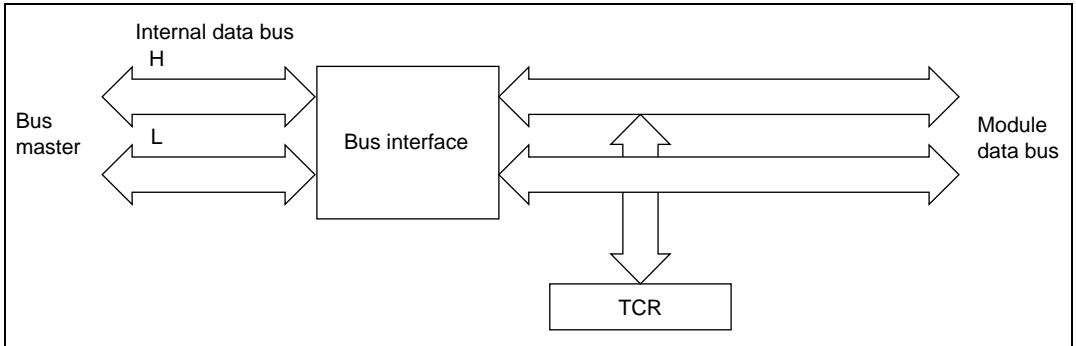 Internal data bus
H
Bus
master
L
Bus interface
Module
data bus
TCR